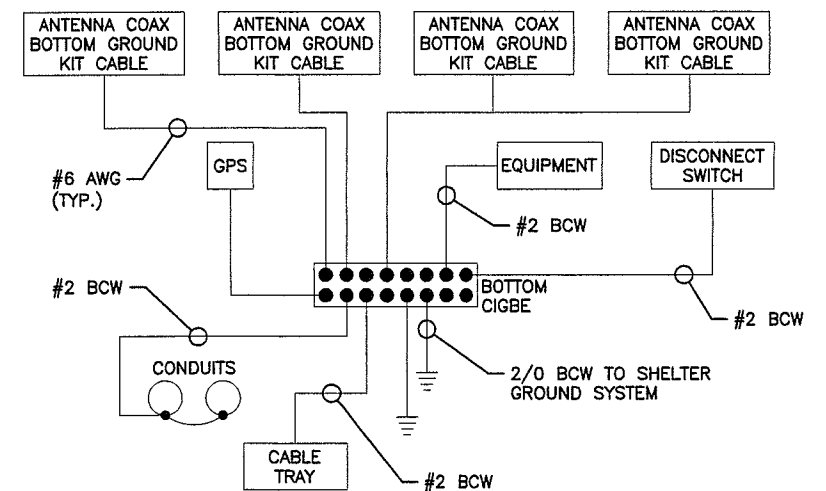 ANTENNA COAX
BOTTOM GROUND
KIT CABLE
ANTENNA COAX
BOTTOM GROUND
KIT CABLE
ANTENNA COAX
BOTTOM GROUND
KIT CABLE
ANTENNA COAX
BOTTOM GROUND
KIT CABLE
#6 AWG
(TYP.)
GPS
EQUIPMENT
DISCONNECT
SWITCH
#2 BCW
#2 BCW
BOTTOM
CIGBE
#2 BCW
CONDUITS
2/0 BCW TO SHELTER
GROUND SYSTEM
CABLE
TRAY
#2 BCW